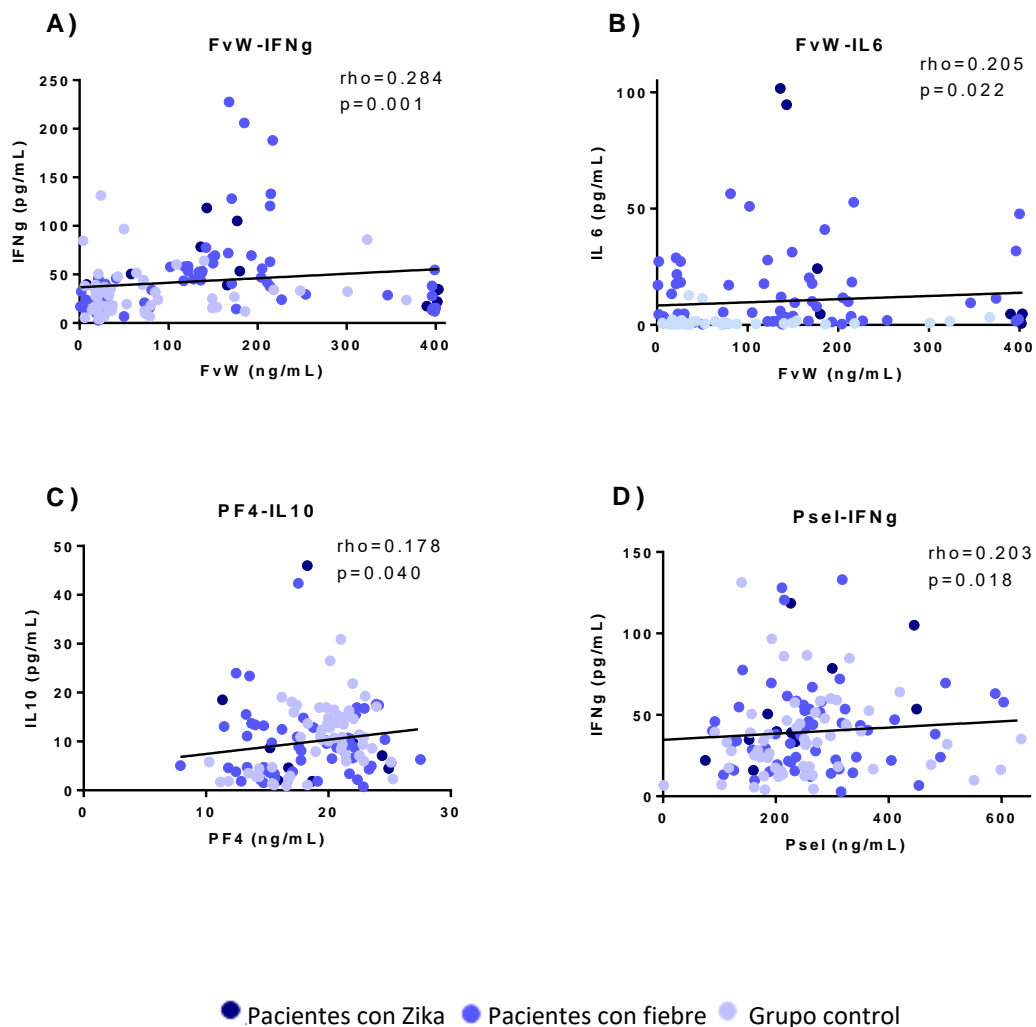 A)
FvW-IFNg
rho=0.284
p=0.001
250
200
150
100
50
0
IFNg (pg/mL)
0 100 200 300 400
FvW (ng/mL)
B)
FvW-IL6
rho=0.205
p=0.022
100
50
0
IL 6 (pg/mL)
0 100 200 300 400
FvW (ng/mL)
C)
PF4-IL10
rho=0.178
p=0.040
50
40
30
20
10
0
IL10 (pg/mL)
0 10 20 30
PF4 (ng/mL)
D)
Psel-IFNg
rho=0.203
p=0.018
150
100
50
0
IFNg (pg/mL)
0 200 400 600
Psel (ng/mL)
Pacientes con Zika Pacientes con fiebre Grupo control